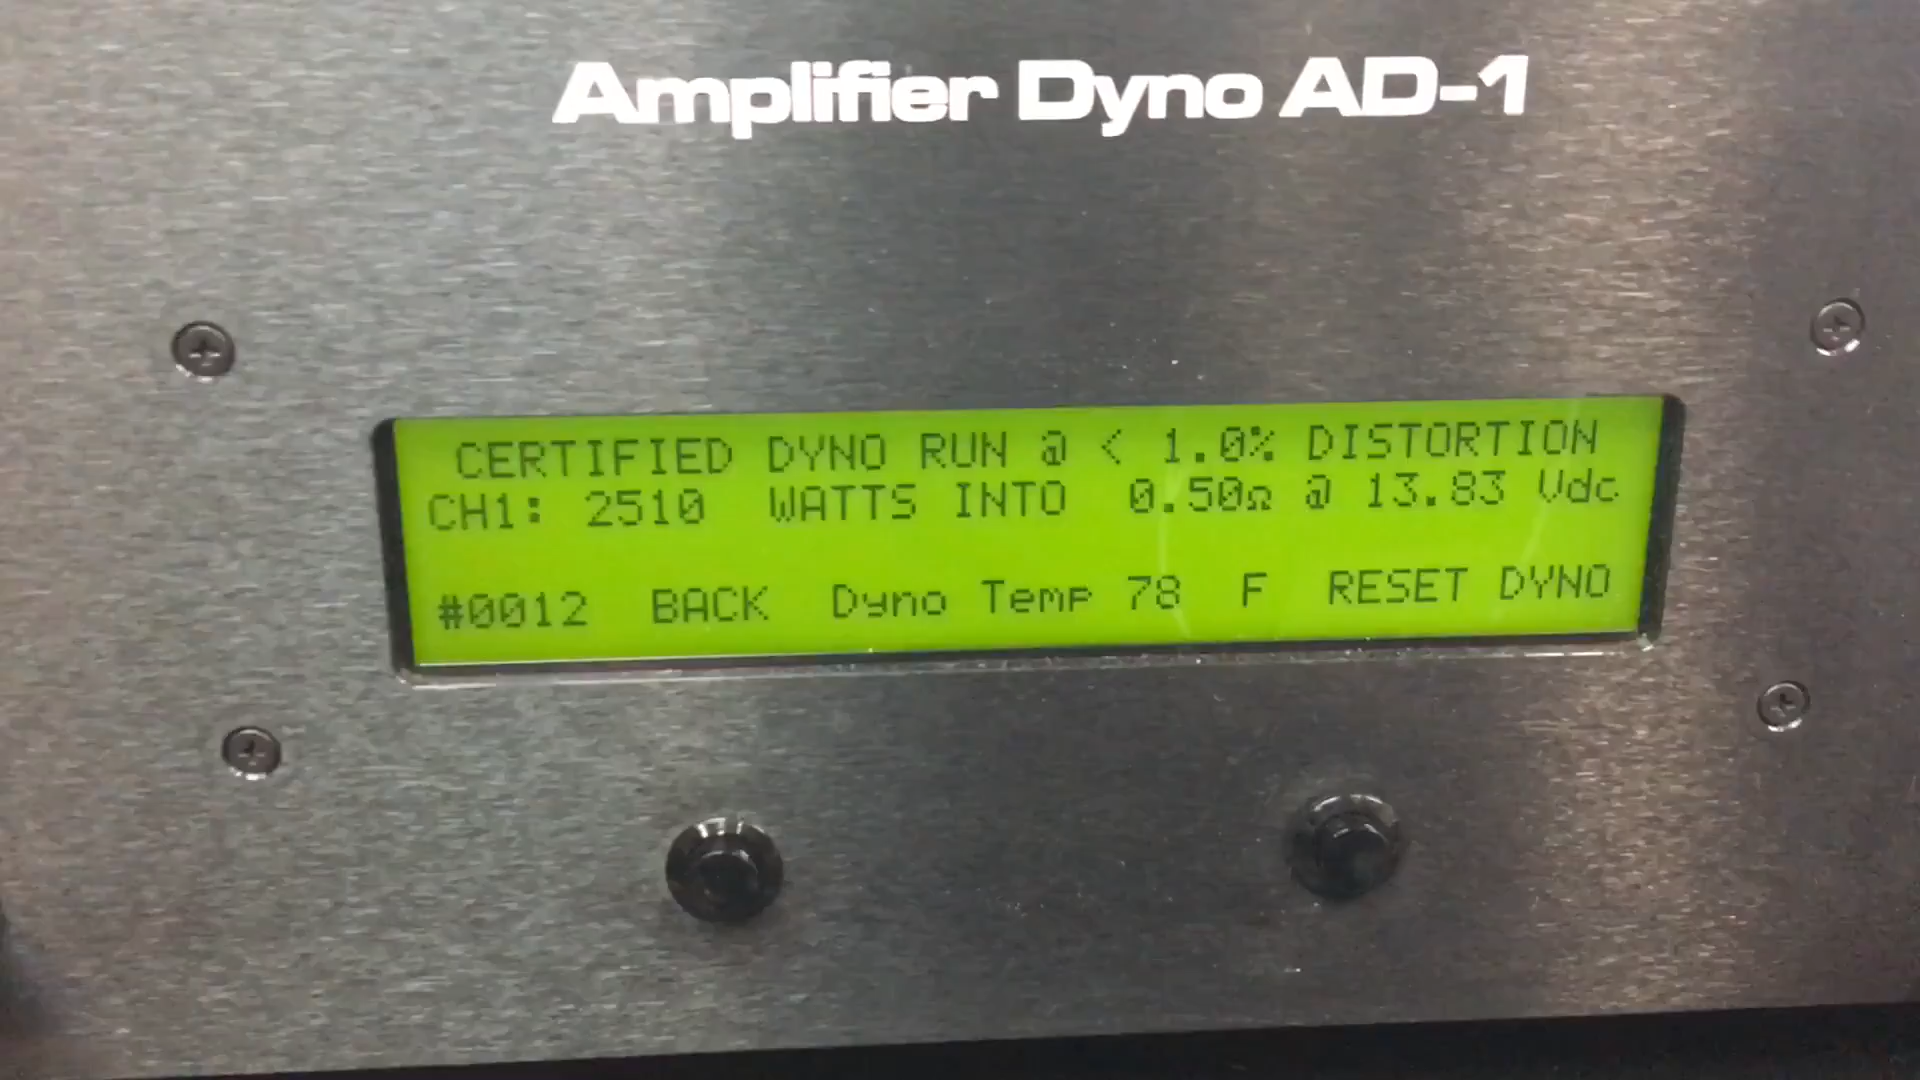 Amplifier Dyno AD-1
CERTIFIED DYNO RUN @ < 1.0% DISTORTION
CH1: 2510 WATTS INTO 0.50Ω @ 13.83 Vdc
#0012 BACK Dyno Temp 78 F RESET DYNO